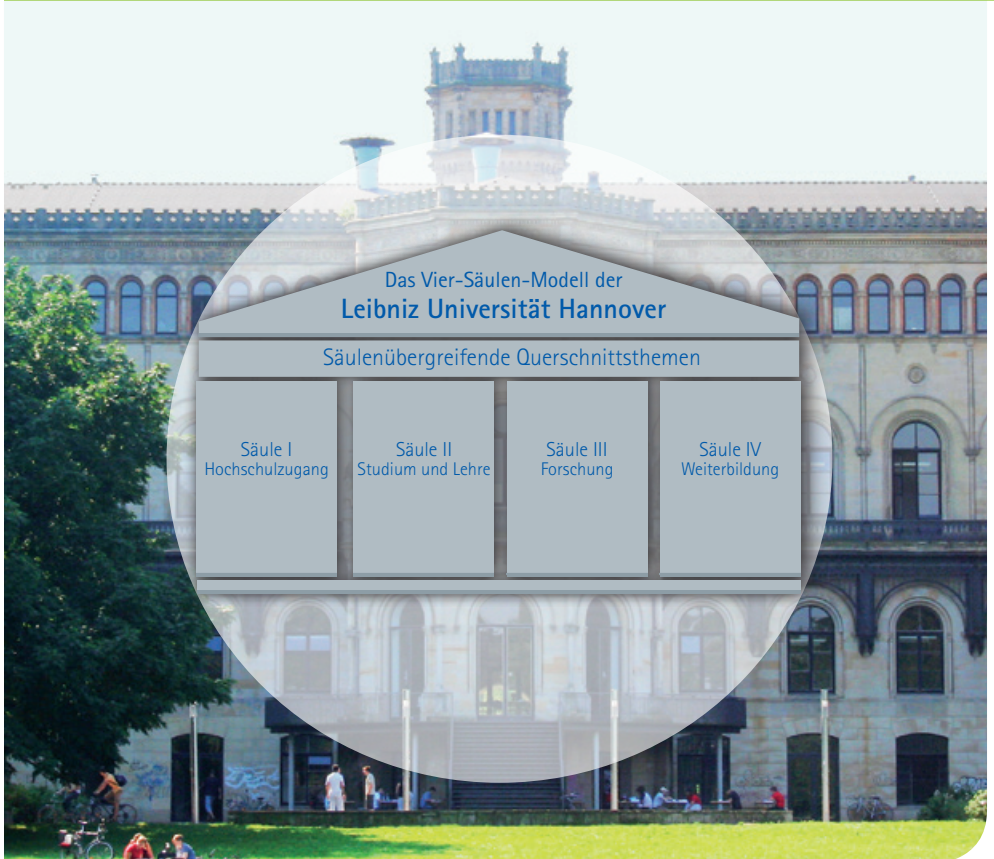 Das Vier-Säulen-Modell der
Leibniz Universität Hannover
Säulenübergreifende Querschnittsthemen
Säule I
Hochschulzugang
Säule II
Studium und Lehre
Säule III
Forschung
Säule IV
Weiterbildung